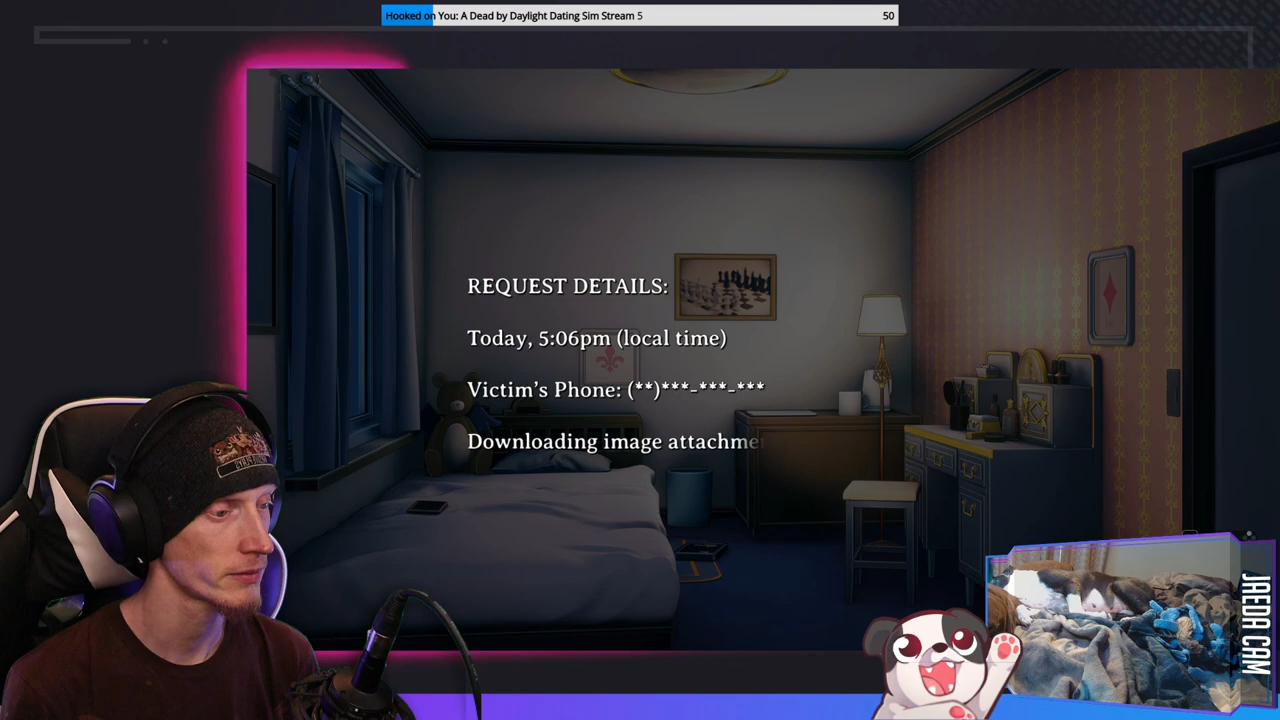 Hooked on You: A Dead by Daylight Dating Sim Stream 5
50
REQUEST DETAILS:
Today, 5:06pm (local time)
Victim's Phone: (**)***-***-***
Downloading image attachme
JAEDA CAM